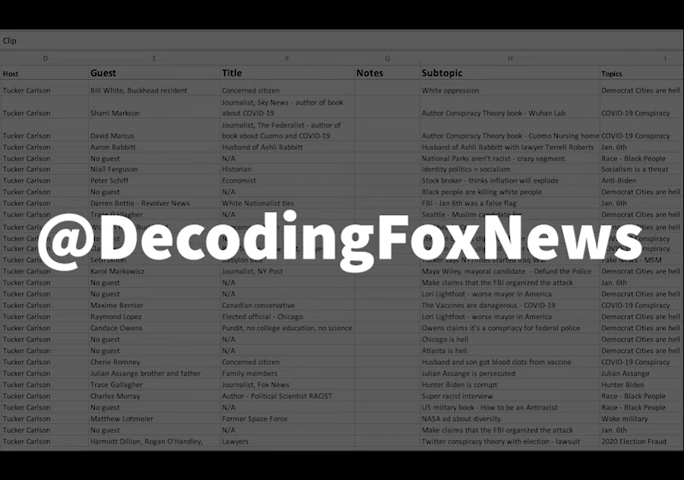 Clip
D E F G H I
Host Guest Title Notes Subtopic Topics
Tucker Carlson Bill White, Buckhead resident Concerned citizen White oppression Democrat Cities are hell
Journalist, Sky News - author of book
Tucker Carlson Sharri Markson about COVID-19 Author Conspiracy Theory book - Wuhan Lab COVID-19 Conspiracy
Journalist, The Federalist - author of
Tucker Carlson David Marcus book about Cuomo and COVID-19 Author Conspiracy Theory book - Cuomo Nursing home COVID-19 Conspiracy
Tucker Carlson Aaron Babbitt Husband of Ashli Babbitt Husband of Ashli Babbitt with lawyer Terrell Roberts Jan. 6th
Tucker Carlson No guest N/A National Parks aren't racist - crazy segment Race - Black People
Tucker Carlson Niall Ferguson Historian Identity politics = socialism Socialism is a threat
Tucker Carlson Peter Schiff Economist Stock broker - thinks inflation will explode Anti-Biden
Tucker Carlson No guest N/A Black people are killing white people Democrat Cities are hell
Tucker Carlson Darren Bettie - Revolver News White Nationalist ties FBI - Jan 6th was a false flag Jan. 6th
Tucker Carlson Trace Gallagher Seattle - Muslim Democrat Cities are hell
@DecodingFoxNews
Tucker Carlson Karol Markowicz Journalist, NY Post Maya Wiley, mayoral candidate - Defund the Police Democrat Cities are hell
Tucker Carlson No guest N/A Make claims that the FBI organized the attack Jan. 6th
Tucker Carlson No guest N/A Lori Lightfoot - worse mayor in America Democrat Cities are hell
Tucker Carlson Maxime Bernier Canadian conservative The Vaccines are dangerous - COVID-19 COVID-19 Conspiracy
Tucker Carlson Raymond Lopez Elected official - Chicago Lori Lightfoot - worse mayor in America Democrat Cities are hell
Tucker Carlson Candace Owens Pundit, no college education, no science Owens claims it's a conspiracy for federal police COVID-19 Conspiracy
Tucker Carlson No guest N/A Chicago is hell Democrat Cities are hell
Tucker Carlson No guest N/A Atlanta is hell Democrat Cities are hell
Tucker Carlson Cherie Romney Concerned citizen Husband and son got blood clots from vaccine COVID-19 Conspiracy
Tucker Carlson Julian Assange brother and father Family members Julian Assange is persecuted Julian Assange
Tucker Carlson Trace Gallagher Journalist, Fox News Hunter Biden is corrupt Hunter Biden
Tucker Carlson Charles Murray Author - Political Scientist RACIST Super racist interview Race - Black People
Tucker Carlson No guest N/A US miltary book - How to be an Antiracist Race - Black People
Tucker Carlson Matthew Lohmeier Former Space Force NASA ad about diversity Woke military
Tucker Carlson No guest N/A Make claims that the FBI organized the attack Jan. 6th
Tucker Carlson Harmett Dillion, Rogan O'Handley, Lawyers Twitter conspiracy theory with election - lawsuit 2020 Election Fraud